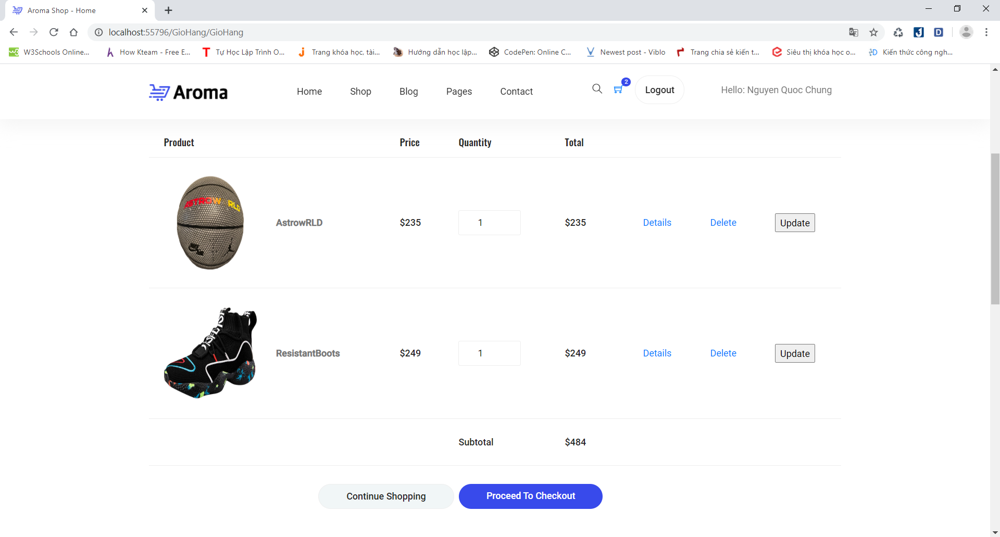 Aroma Shop - Home
localhost:55796/GioHang/GioHang
W3Schools Online... How Kteam - Free E... Tự Học Lập Trình O... Trang khóa học, tài... Hướng dẫn học lập... CodePen: Online C... Newest post - Viblo Trang chia sẻ kiến t... Siêu thị khóa học o... Kiến thức công ngh...
Aroma Home Shop Blog Pages Contact 2 Logout Hello: Nguyen Quoc Chung
Product Price Quantity Total
ASTROW RLD
AstrowRLD $235 1 $235 Details Delete Update
ResistantBoots $249 1 $249 Details Delete Update
Subtotal $484
Continue Shopping Proceed To Checkout